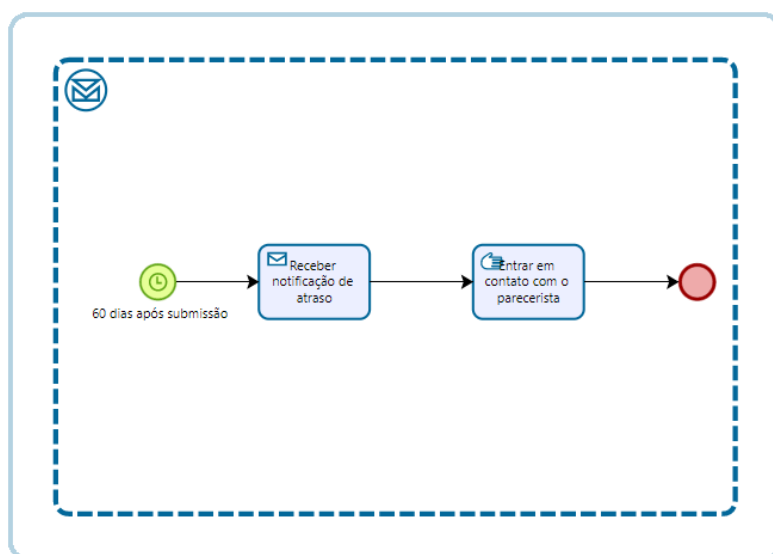 60 dias após submissão
Receber
notificação de
atraso
Entrar em
contato com o
parecerista